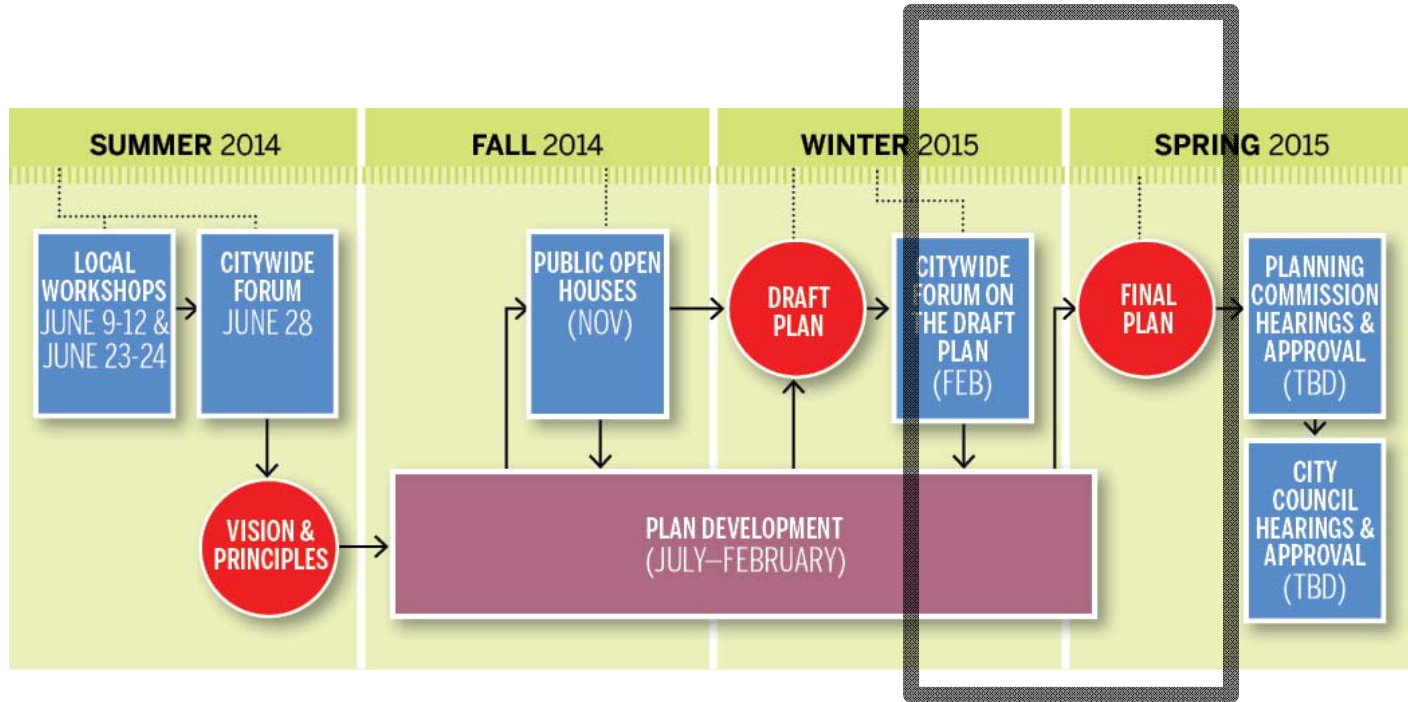 SUMMER 2014
FALL 2014
WINTER 2015
SPRING 2015
LOCAL
WORKSHOPS
JUNE 9-12 &
JUNE 23-24
CITYWIDE
FORUM
JUNE 28
PUBLIC OPEN
HOUSES
(NOV)
DRAFT
PLAN
CITYWIDE
FORUM ON
THE DRAFT
PLAN
(FEB)
FINAL
PLAN
PLANNING
COMMISSION
HEARINGS &
APPROVAL
(TBD)
VISION &
PRINCIPLES
PLAN DEVELOPMENT
(JULY–FEBRUARY)
CITY
COUNCIL
HEARINGS &
APPROVAL
(TBD)